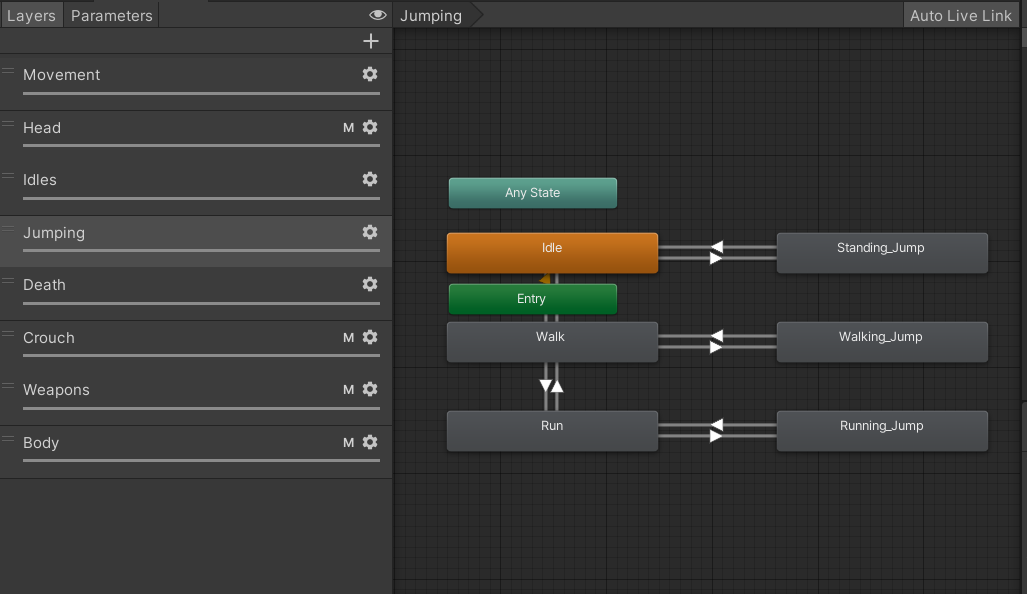 Layers
Parameters
Jumping
Auto Live Link
Movement
Head M
Idles
Jumping
Death
Crouch M
Weapons M
Body M
Any State
Idle
Standing_Jump
Entry
Walk
Walking_Jump
Run
Running_Jump